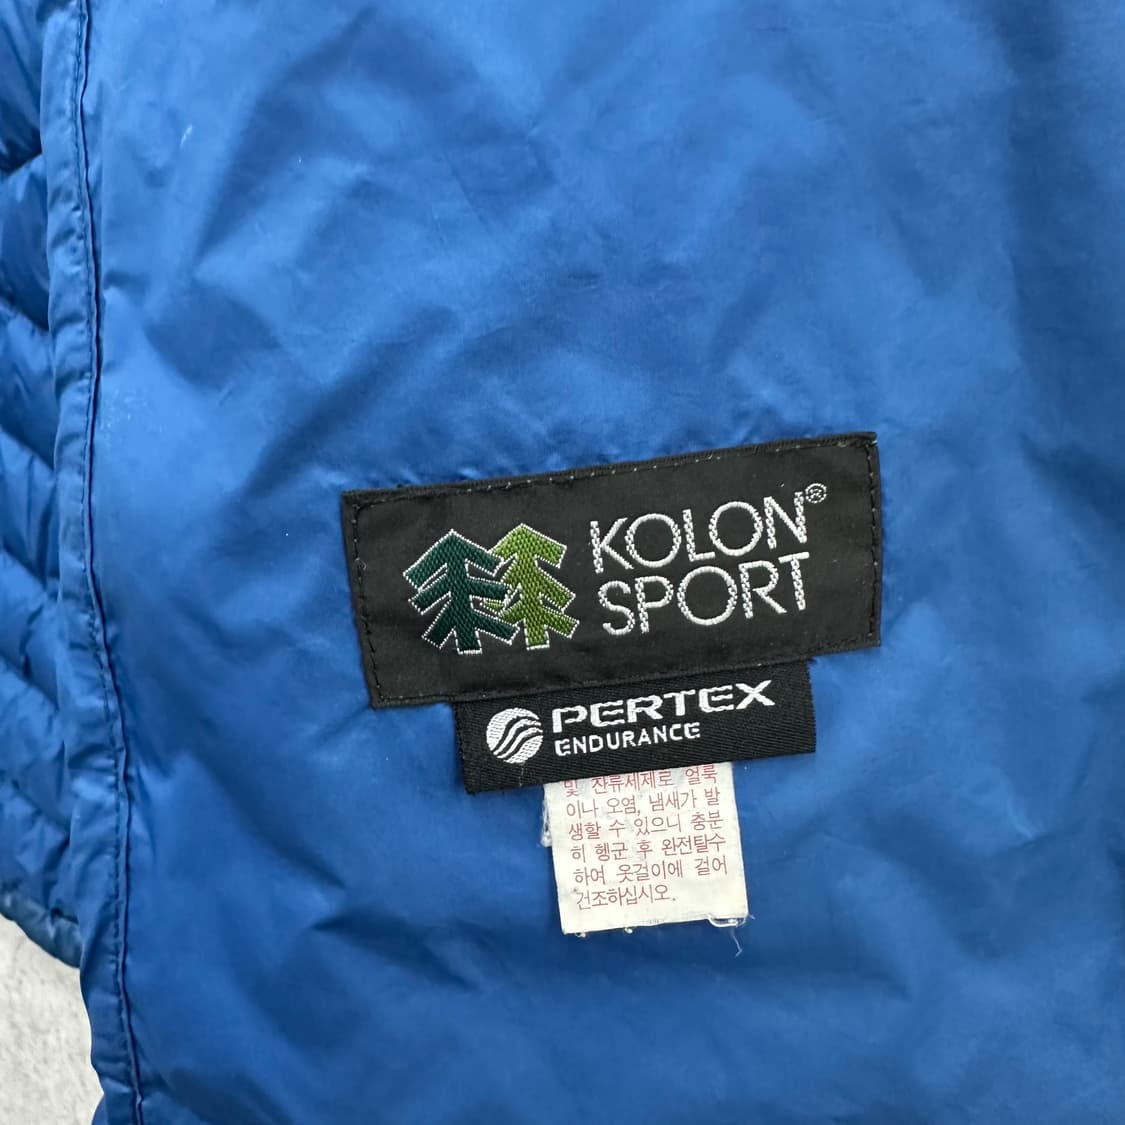 KOLON®
SPORT
PERTEX
ENDURANCE
및 잔류세제로 얼룩
이나 오염, 냄새가 발
생할 수 있으니 충분
히 헹군 후 완전탈수
하여 옷걸이에 걸어
건조하십시오.